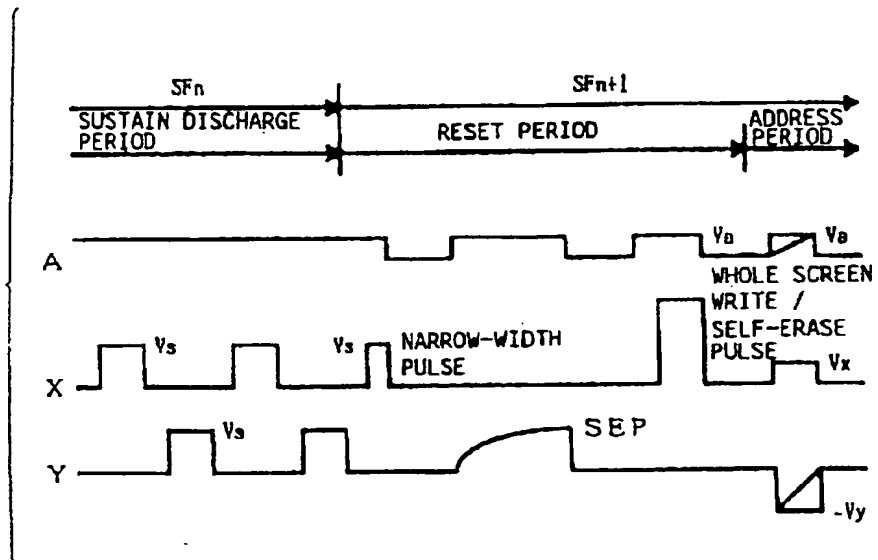 SFn
SFn+1
SUSTAIN DISCHARGE
PERIOD
RESET PERIOD
ADDRESS
PERIOD
A
Va
Va
WHOLE SCREEN
WRITE /
SELF-ERASE
PULSE
X
Vs
Vs
NARROW-WIDTH
PULSE
Vx
Y
Vs
SEP
-Vy